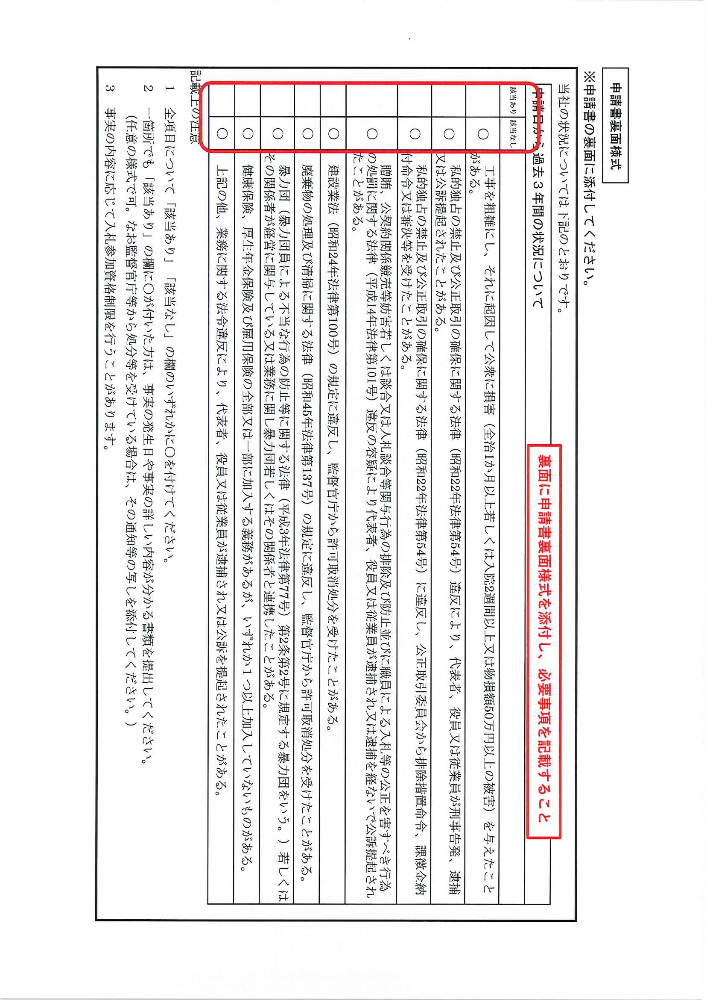 申請書裏面様式
※申請書の裏面に添付してください。
当社の状況については下記のとおりです。
裏面に申請書裏面様式を添付し、必要事項を記載すること
申請日から過去３年間の状況について
該当あり 該当なし
○ 工事を粗雑にし、それに起因して公衆に損害（全治1か月以上若しくは入院2週間以上又は物損額50万円以上の被害）を与えたこと
がある。
○ 私的独占の禁止及び公正取引の確保に関する法律（昭和22年法律第54号）違反により、代表者、役員又は従業員が刑事告発、逮捕
又は公訴提起されたことがある。
○ 私的独占の禁止及び公正取引の確保に関する法律（昭和22年法律第54号）に違反し、公正取引委員会から排除措置命令、課徴金納
付命令又は審決等を受けたことがある。
贈賄、公契約関係競売等妨害若しくは談合又は入札談合等関与行為の排除及び防止並びに職員による入札等の公正を害すべき行為
○ の処罰に関する法律（平成14年法律第101号）違反の容疑により代表者、役員又は従業員が逮捕され又は逮捕を経ないで公訴提起され
たことがある。
○ 建設業法（昭和24年法律第100号）の規定に違反し、監督官庁から許可取消処分を受けたことがある。
○ 廃棄物の処理及び清掃に関する法律（昭和45年法律第137号）の規定に違反し、監督官庁から許可取消処分を受けたことがある。
○ 暴力団（暴力団員による不当な行為の防止等に関する法律（平成3年法律第77号）第2条第2号に規定する暴力団をいう。）若しくは
その関係者が経営に関与している又は業務に関し暴力団若しくはその関係者と連携したことがある。
○ 健康保険、厚生年金保険及び雇用保険の全部又は一部に加入する義務があるが、いずれか１つ以上加入していないものがある。
○ 上記の他、業務に関する法令違反により、代表者、役員又は従業員が逮捕され又は公訴を提起されたことがある。
記載上の注意
１ 全項目について「該当あり」「該当なし」の欄のいずれかに○を付けてください。
２ 一箇所でも「該当あり」の欄に○が付いた方は、事実の発生日や事実の詳しい内容が分かる書類を提出してください。
（任意の様式で可。なお監督官庁等から処分等を受けている場合は、その通知等の写しを添付してください。）
３ 事実の内容に応じて入札参加資格制限を行うことがあります。